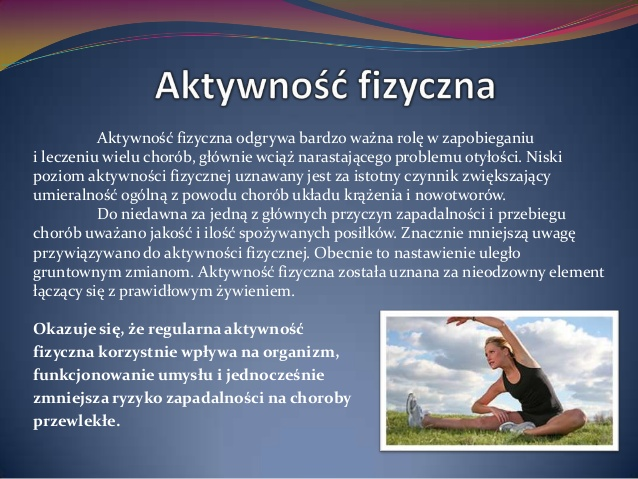 Aktywność fizyczna
Aktywność fizyczna odgrywa bardzo ważna rolę w zapobieganiu
i leczeniu wielu chorób, głównie wciąż narastającego problemu otyłości. Niski
poziom aktywności fizycznej uznawany jest za istotny czynnik zwiększający
umieralność ogólną z powodu chorób układu krążenia i nowotworów.
Do niedawna za jedną z głównych przyczyn zapadalności i przebiegu
chorób uważano jakość i ilość spożywanych posiłków. Znacznie mniejszą uwagę
przywiązywano do aktywności fizycznej. Obecnie to nastawienie uległo
gruntownym zmianom. Aktywność fizyczna została uznana za nieodzowny element
łączący się z prawidłowym żywieniem.
Okazuje się, że regularna aktywność
fizyczna korzystnie wpływa na organizm,
funkcjonowanie umysłu i jednocześnie
zmniejsza ryzyko zapadalności na choroby
przewlekłe.